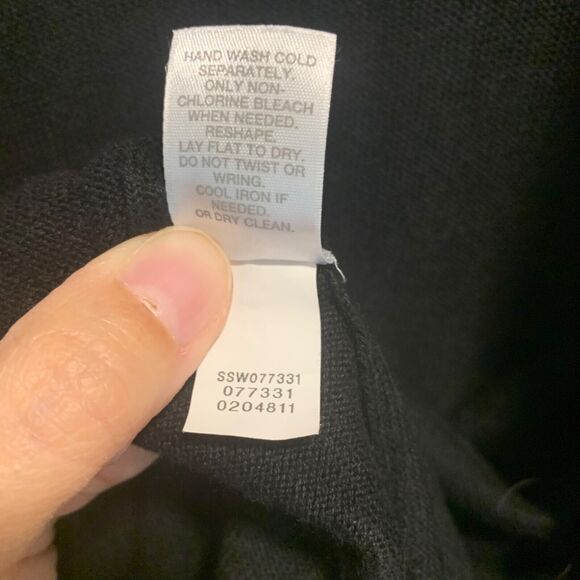 HAND WASH COLD
SEPARATELY.
ONLY NON-
CHLORINE BLEACH
WHEN NEEDED.
RESHAPE.
LAY FLAT TO DRY.
DO NOT TWIST OR
WRING.
COOL IRON IF
NEEDED.
OR DRY CLEAN.
SSW077331
077331
0204811